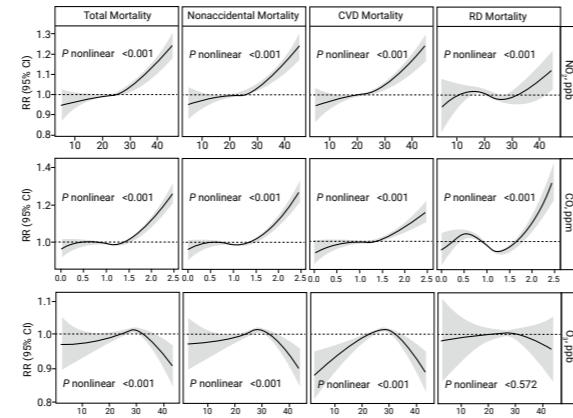 Total Mortality Nonaccidental Mortality CVD Mortality RD Mortality
RR (95% CI)
1.3
1.2
1.1
1.0
0.9
0.8
P nonlinear <0.001
P nonlinear <0.001
P nonlinear <0.001
P nonlinear <0.001
NO2, ppb
10 20 30 40 10 20 30 40 10 20 30 40 10 20 30 40
RR (95% CI)
1.4
1.2
1.0
P nonlinear <0.001
P nonlinear <0.001
P nonlinear <0.001
P nonlinear <0.001
CO, ppm
0.0 0.5 1.0 1.5 2.0 2.5 0.0 0.5 1.0 1.5 2.0 2.5 0.0 0.5 1.0 1.5 2.0 2.5 0.0 0.5 1.0 1.5 2.0 2.5
RR (95% CI)
1.1
1.0
0.9
0.8
P nonlinear <0.001
P nonlinear <0.001
P nonlinear <0.001
P nonlinear <0.572
O3, ppb
10 20 30 40 10 20 30 40 10 20 30 40 10 20 30 40